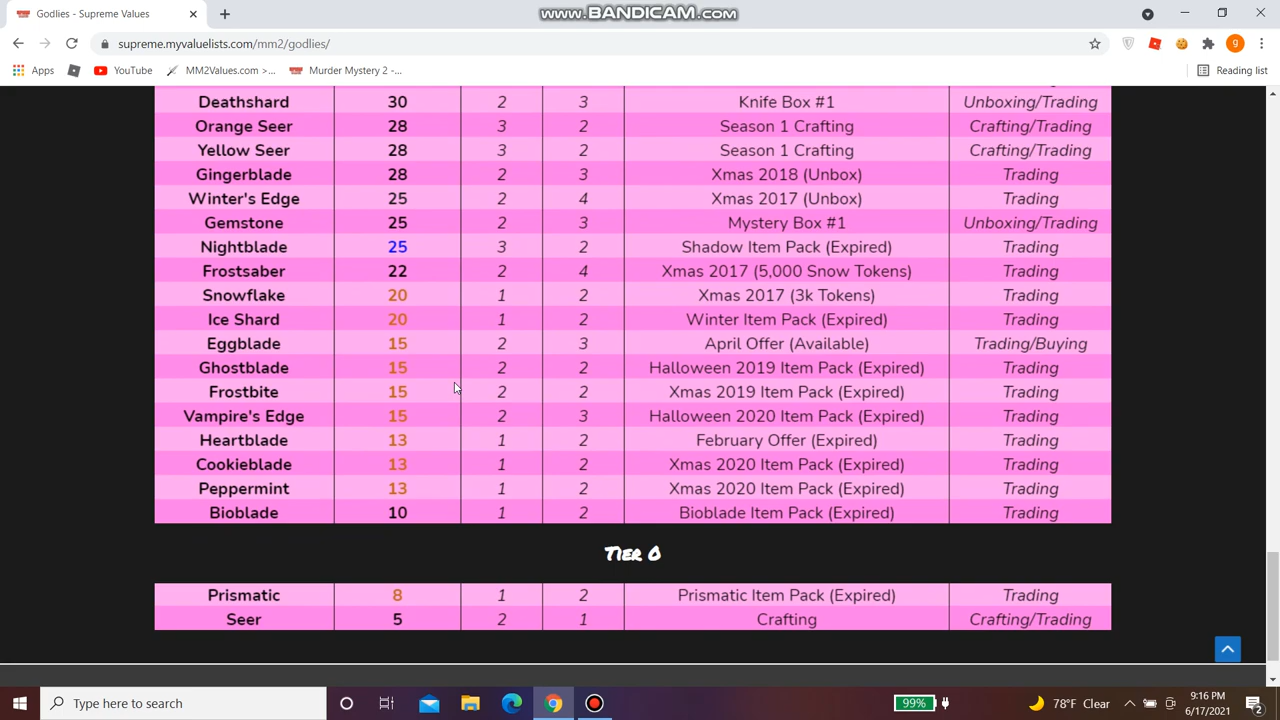 Godlies - Supreme Values
www.BANDICAM.com
supreme.myvaluelists.com/mm2/godlies/
9
Apps YouTube MM2Values.com >... Murder Mystery 2 -... Reading list
Deathshard 30 2 3 Knife Box #1 Unboxing/Trading
Orange Seer 28 3 2 Season 1 Crafting Crafting/Trading
Yellow Seer 28 3 2 Season 1 Crafting Crafting/Trading
Gingerblade 28 2 3 Xmas 2018 (Unbox) Trading
Winter's Edge 25 2 4 Xmas 2017 (Unbox) Trading
Gemstone 25 2 3 Mystery Box #1 Unboxing/Trading
Nightblade 25 3 2 Shadow Item Pack (Expired) Trading
Frostsaber 22 2 4 Xmas 2017 (5,000 Snow Tokens) Trading
Snowflake 20 1 2 Xmas 2017 (3k Tokens) Trading
Ice Shard 20 1 2 Winter Item Pack (Expired) Trading
Eggblade 15 2 3 April Offer (Available) Trading/Buying
Ghostblade 15 2 2 Halloween 2019 Item Pack (Expired) Trading
Frostbite 15 2 2 Xmas 2019 Item Pack (Expired) Trading
Vampire's Edge 15 2 3 Halloween 2020 Item Pack (Expired) Trading
Heartblade 13 1 2 February Offer (Expired) Trading
Cookieblade 13 1 2 Xmas 2020 Item Pack (Expired) Trading
Peppermint 13 1 2 Xmas 2020 Item Pack (Expired) Trading
Bioblade 10 1 2 Bioblade Item Pack (Expired) Trading
Tier 0
Prismatic 8 1 2 Prismatic Item Pack (Expired) Trading
Seer 5 2 1 Crafting Crafting/Trading
Type here to search
99%
78°F Clear
9:16 PM
6/17/2021
2